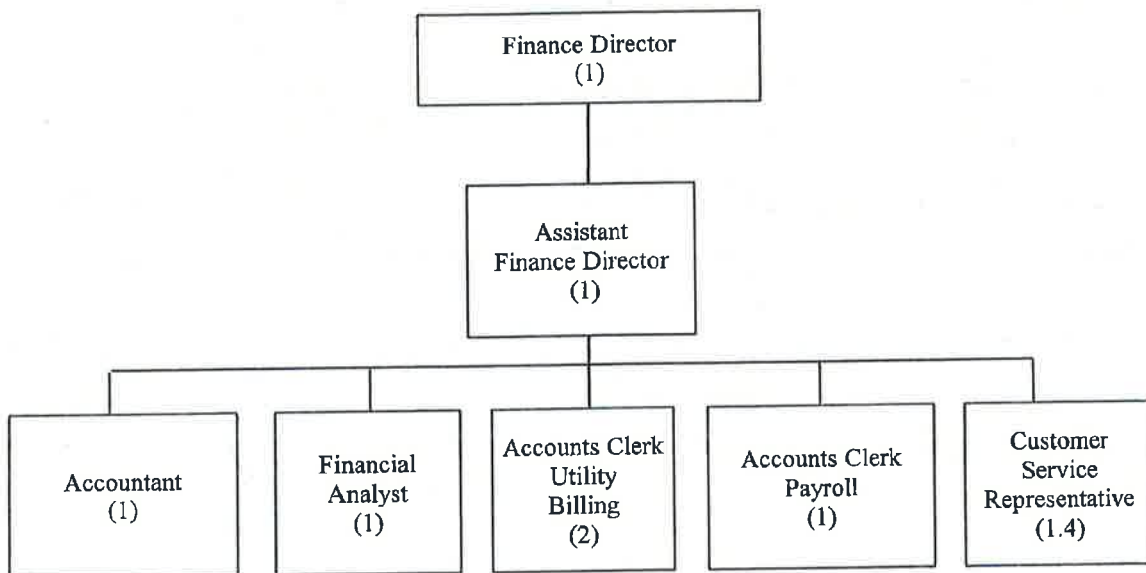 Finance Director
(1)
Assistant
Finance Director
(1)
Accountant
(1)
Financial
Analyst
(1)
Accounts Clerk
Utility
Billing
(2)
Accounts Clerk
Payroll
(1)
Customer
Service
Representative
(1.4)